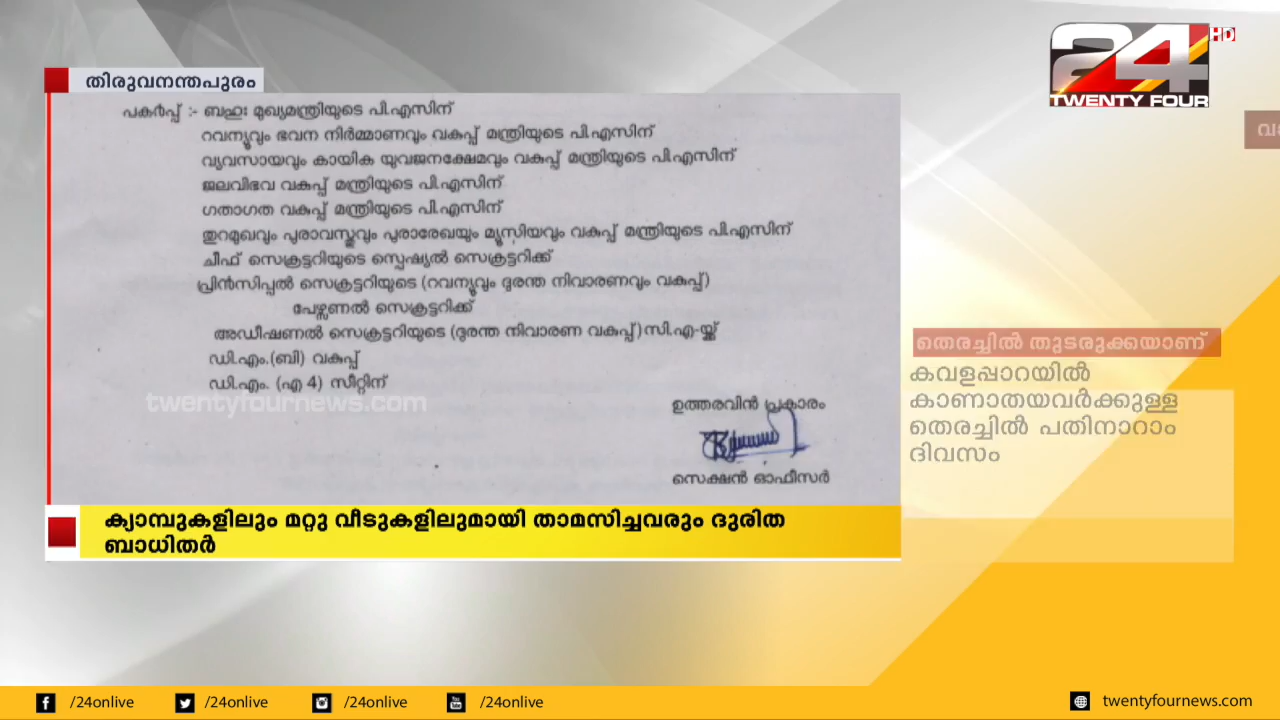 24 HD
TWENTY FOUR
തിരുവനന്തപുരം
പകർപ്പ് :- ബഹുഃ മുഖ്യമന്ത്രിയുടെ പി.എസിന്
റവന്യൂവും ഭവന നിർമ്മാണവും വകുപ്പ് മന്ത്രിയുടെ പി.എസിന്
വ്യവസായവും കായിക യുവജനക്ഷേമവും വകുപ്പ് മന്ത്രിയുടെ പി.എസിന്
ജലവിഭവ വകുപ്പ് മന്ത്രിയുടെ പി.എസിന്
ഗതാഗത വകുപ്പ് മന്ത്രിയുടെ പി.എസിന്
തുറമുഖവും പുരാവസ്തുവും പുരാരേഖയും മ്യൂസിയവും വകുപ്പ് മന്ത്രിയുടെ പി.എസിന്
ചീഫ് സെക്രട്ടറിയുടെ സ്പെഷ്യൽ സെക്രട്ടറിക്ക്
പ്രിൻസിപ്പൽ സെക്രട്ടറിയുടെ (റവന്യൂവും ദുരന്ത നിവാരണവും വകുപ്പ്)
പേഴ്സണൽ സെക്രട്ടറിക്ക്
അഡീഷണൽ സെക്രട്ടറിയുടെ (ദുരന്ത നിവാരണ വകുപ്പ്) സി.എ-യ്ക്ക്
ഡി.എം.(ബി) വകുപ്പ്
ഡി.എം. (എ 4) സീറ്റിന്
twentyfournews.com
ഉത്തരവിൻ പ്രകാരം
സെക്ഷൻ ഓഫീസർ
തെരച്ചിൽ തുടരുക്കയാണ്
കവളപ്പാറയിൽ
കാണാതയവർക്കുള്ള
തെരച്ചിൽ പതിനാറാം
ദിവസം
ക്യാമ്പുകളിലും മറ്റു വീടുകളിലുമായി താമസിച്ചവരും ദുരിത
ബാധിതർ
/24onlive
/24onlive
/24onlive
/24onlive
twentyfournews.com